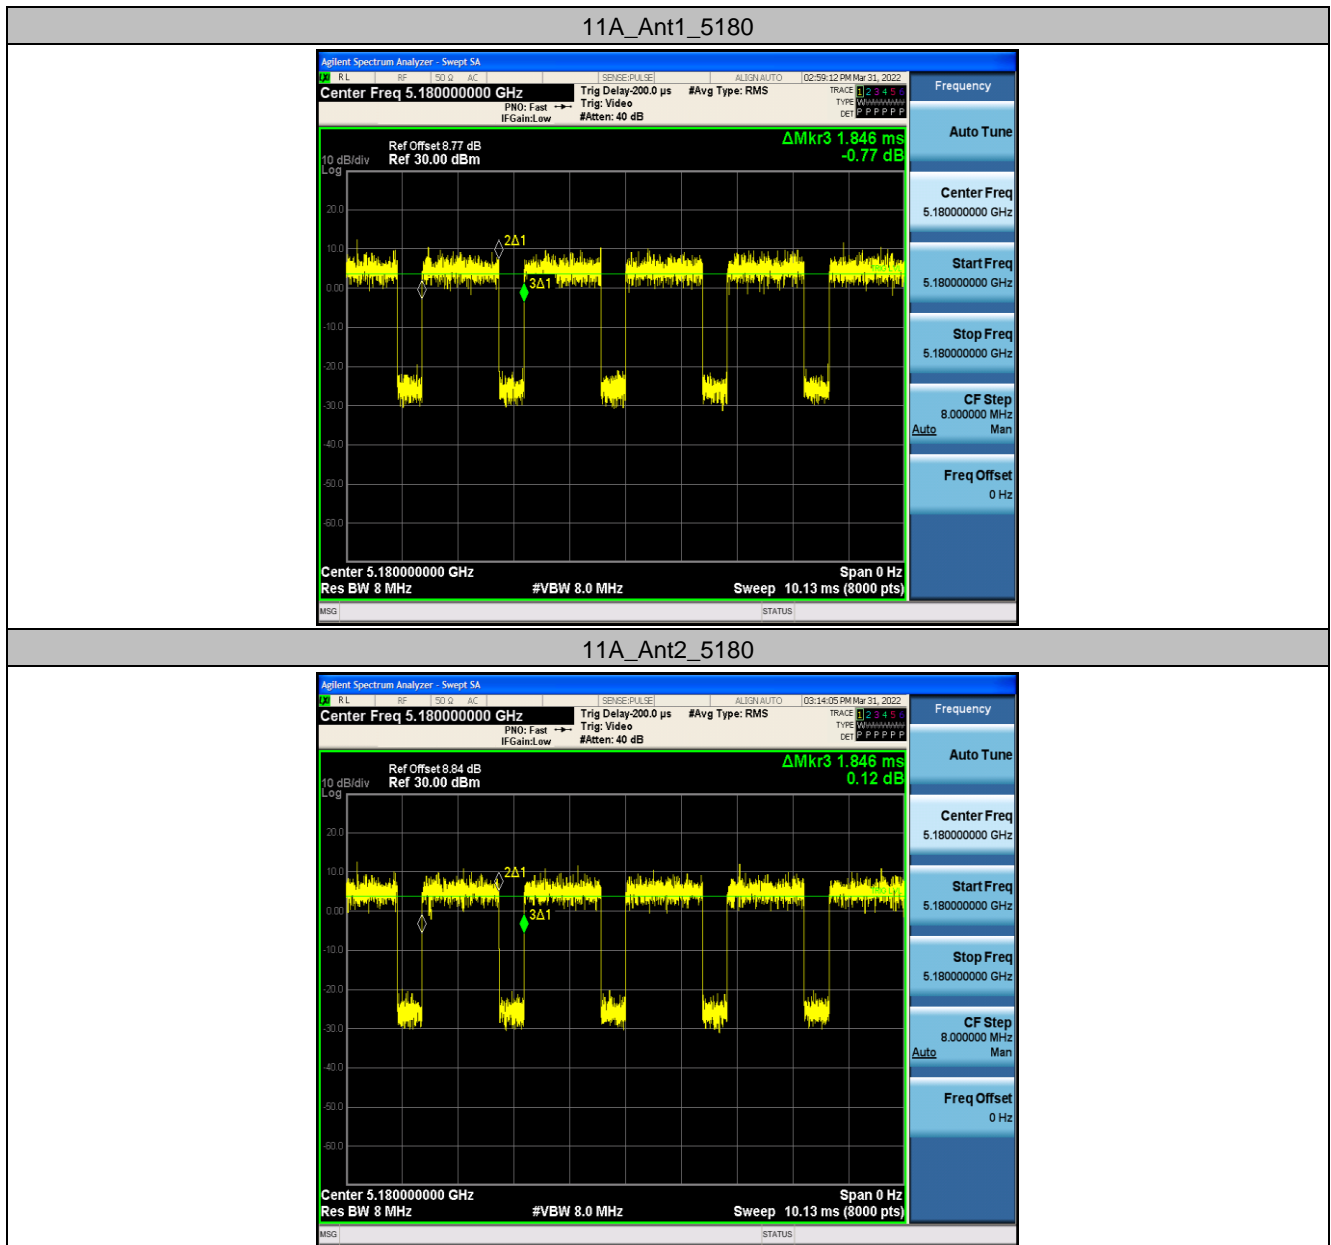 11A_Ant1_5180
Agilent Spectrum Analyzer - Swept SA
RL RF 50 Ω AC SENSE:PULSE ALIGN AUTO 02:59:12 PM Mar 31, 2022
Center Freq 5.180000000 GHz
PNO: Fast
IFGain:Low
Trig Delay-200.0 µs
Trig: Video
#Atten: 40 dB
#Avg Type: RMS
TRACE 1 2 3 4 5 6
TYPE W
DET P P P P P P
Ref Offset 8.77 dB
10 dB/div Ref 30.00 dBm
Log
ΔMkr3 1.846 ms
-0.77 dB
20.0
10.0
0.00
-10.0
-20.0
-30.0
-40.0
-50.0
-60.0
2Δ1
3Δ1
Center 5.180000000 GHz Span 0 Hz
Res BW 8 MHz #VBW 8.0 MHz Sweep 10.13 ms (8000 pts)
MSG STATUS
Frequency
Auto Tune
Center Freq
5.180000000 GHz
Start Freq
5.180000000 GHz
Stop Freq
5.180000000 GHz
CF Step
8.000000 MHz
Auto Man
Freq Offset
0 Hz
11A_Ant2_5180
Agilent Spectrum Analyzer - Swept SA
RL RF 50 Ω AC SENSE:PULSE ALIGN AUTO 03:14:05 PM Mar 31, 2022
Center Freq 5.180000000 GHz
PNO: Fast
IFGain:Low
Trig Delay-200.0 µs
Trig: Video
#Atten: 40 dB
#Avg Type: RMS
TRACE 1 2 3 4 5 6
TYPE W
DET P P P P P P
Ref Offset 8.84 dB
10 dB/div Ref 30.00 dBm
Log
ΔMkr3 1.846 ms
0.12 dB
20.0
10.0
0.00
-10.0
-20.0
-30.0
-40.0
-50.0
-60.0
2Δ1
3Δ1
Center 5.180000000 GHz Span 0 Hz
Res BW 8 MHz #VBW 8.0 MHz Sweep 10.13 ms (8000 pts)
MSG STATUS
Frequency
Auto Tune
Center Freq
5.180000000 GHz
Start Freq
5.180000000 GHz
Stop Freq
5.180000000 GHz
CF Step
8.000000 MHz
Auto Man
Freq Offset
0 Hz